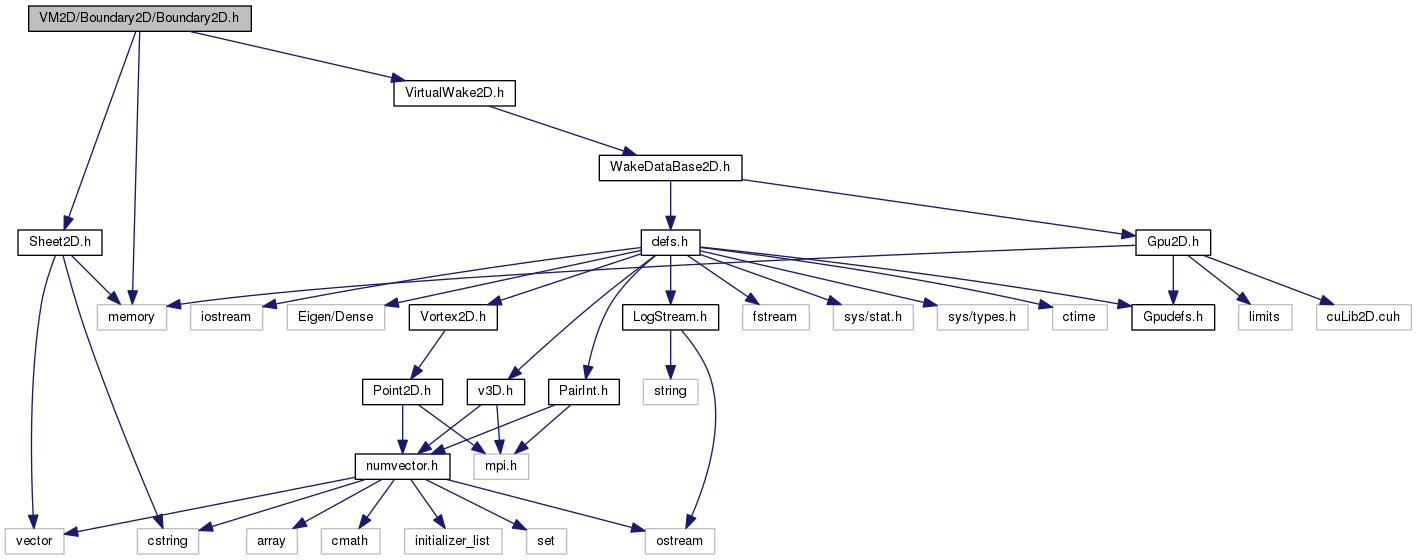 VM2D/Boundary2D/Boundary2D.h
VirtualWake2D.h
WakeDataBase2D.h
Sheet2D.h
defs.h
Gpu2D.h
memory
iostream
Eigen/Dense
Vortex2D.h
LogStream.h
fstream
sys/stat.h
sys/types.h
ctime
Gpudefs.h
limits
cuLib2D.cuh
Point2D.h
v3D.h
PairInt.h
string
numvector.h
mpi.h
vector
cstring
array
cmath
initializer_list
set
ostream